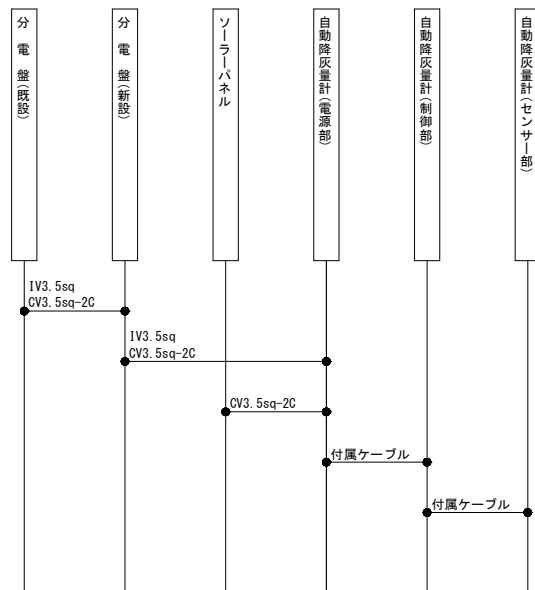 分電盤(既設)
分電盤(新設)
ソーラーパネル
自動降灰量計(電源部)
自動降灰量計(制御部)
自動降灰量計(センサー部)
IV3.5sq
CV3.5sq-2C
IV3.5sq
CV3.5sq-2C
CV3.5sq-2C
付属ケーブル
付属ケーブル